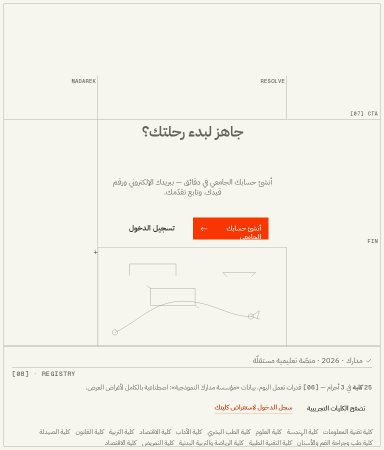 RESOLVE
NADAREK
[07] CTA
جاهز لبدء رحلتك؟
أنشئ حسابك الجامعي في دقائق — ببريدك الإلكتروني ورقم
قيدك، وتابع تقدّمك.
أنشئ حسابك الجامعي ←
تسجيل الدخول
FIN
مدارك · 2026 · منصّة تعليمية مستقلّة
[08] · REGISTRY
25 كلية في 3 أحرام — [06] قدرات تعمل اليوم. بيانات «مؤسسة مدارك النموذجية»: اصطناعية بالكامل لأغراض العرض.
تصفح الكليات التجريبية
سجل الدخول لاستعراض كليتك
كلية تقنية المعلومات كلية الهندسة كلية العلوم كلية الطب البشري كلية الآداب كلية الاقتصاد كلية التربية كلية القانون كلية الصيدلة
كلية طب وجراحة الفم والأسنان كلية التقنية الطبية كلية الرياضة والتربية البدنية كلية التمريض كلية الاقتصاد